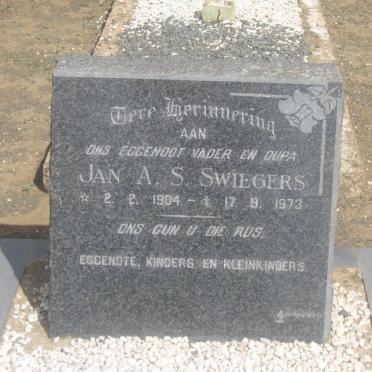 Tere Herinnering
AAN
ONS EGGENOOT VADER EN OUPA
JAN A. S. SWIEGERS
☆ 2. 2. 1904 – † 17. 9. 1973
ONS GUN U DIE RUS.
EGGENOTE, KINDERS EN KLEINKINDERS.